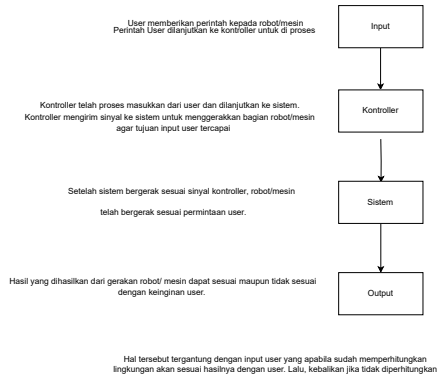 User memberikan perintah kepada robot/mesin
Perintah User dilanjutkan ke kontroller untuk di proses
Input
Kontroller telah proses masukkan dari user dan dilanjutkan ke sistem.
Kontroller mengirim sinyal ke sistem untuk menggerakkan bagian robot/mesin
agar tujuan input user tercapai
Kontroller
Setelah sistem bergerak sesuai sinyal kontroller, robot/mesin
telah bergerak sesuai permintaan user.
Sistem
Hasil yang dihasilkan dari gerakan robot/ mesin dapat sesuai maupun tidak sesuai
dengan keinginan user.
Output
Hal tersebut tergantung dengan input user yang apabila sudah memperhitungkan
lingkungan akan sesuai hasilnya dengan user. Lalu, kebalikan jika tidak diperhitungkan